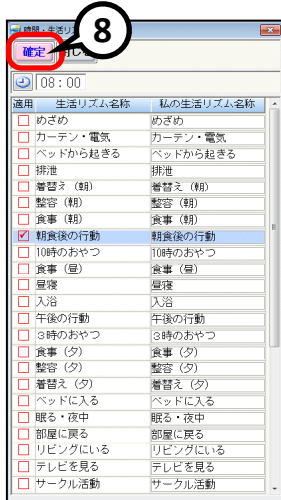 時間・生活リズ
8
確定
08:00
適用 生活リズム名称 私の生活リズム名称
めざめ めざめ
カーテン・電気 カーテン・電気
ベッドから起きる ベッドから起きる
排泄 排泄
着替え（朝） 着替え（朝）
整容（朝） 整容（朝）
食事（朝） 食事（朝）
朝食後の行動 朝食後の行動
10時のおやつ 10時のおやつ
食事（昼） 食事（昼）
昼寝 昼寝
入浴 入浴
午後の行動 午後の行動
3時のおやつ 3時のおやつ
食事（夕） 食事（夕）
整容（夕） 整容（夕）
着替え（夕） 着替え（夕）
ベッドに入る ベッドに入る
眠る・夜中 眠る・夜中
部屋に戻る 部屋に戻る
リビングにいる リビングにいる
テレビを見る テレビを見る
サークル活動 サークル活動